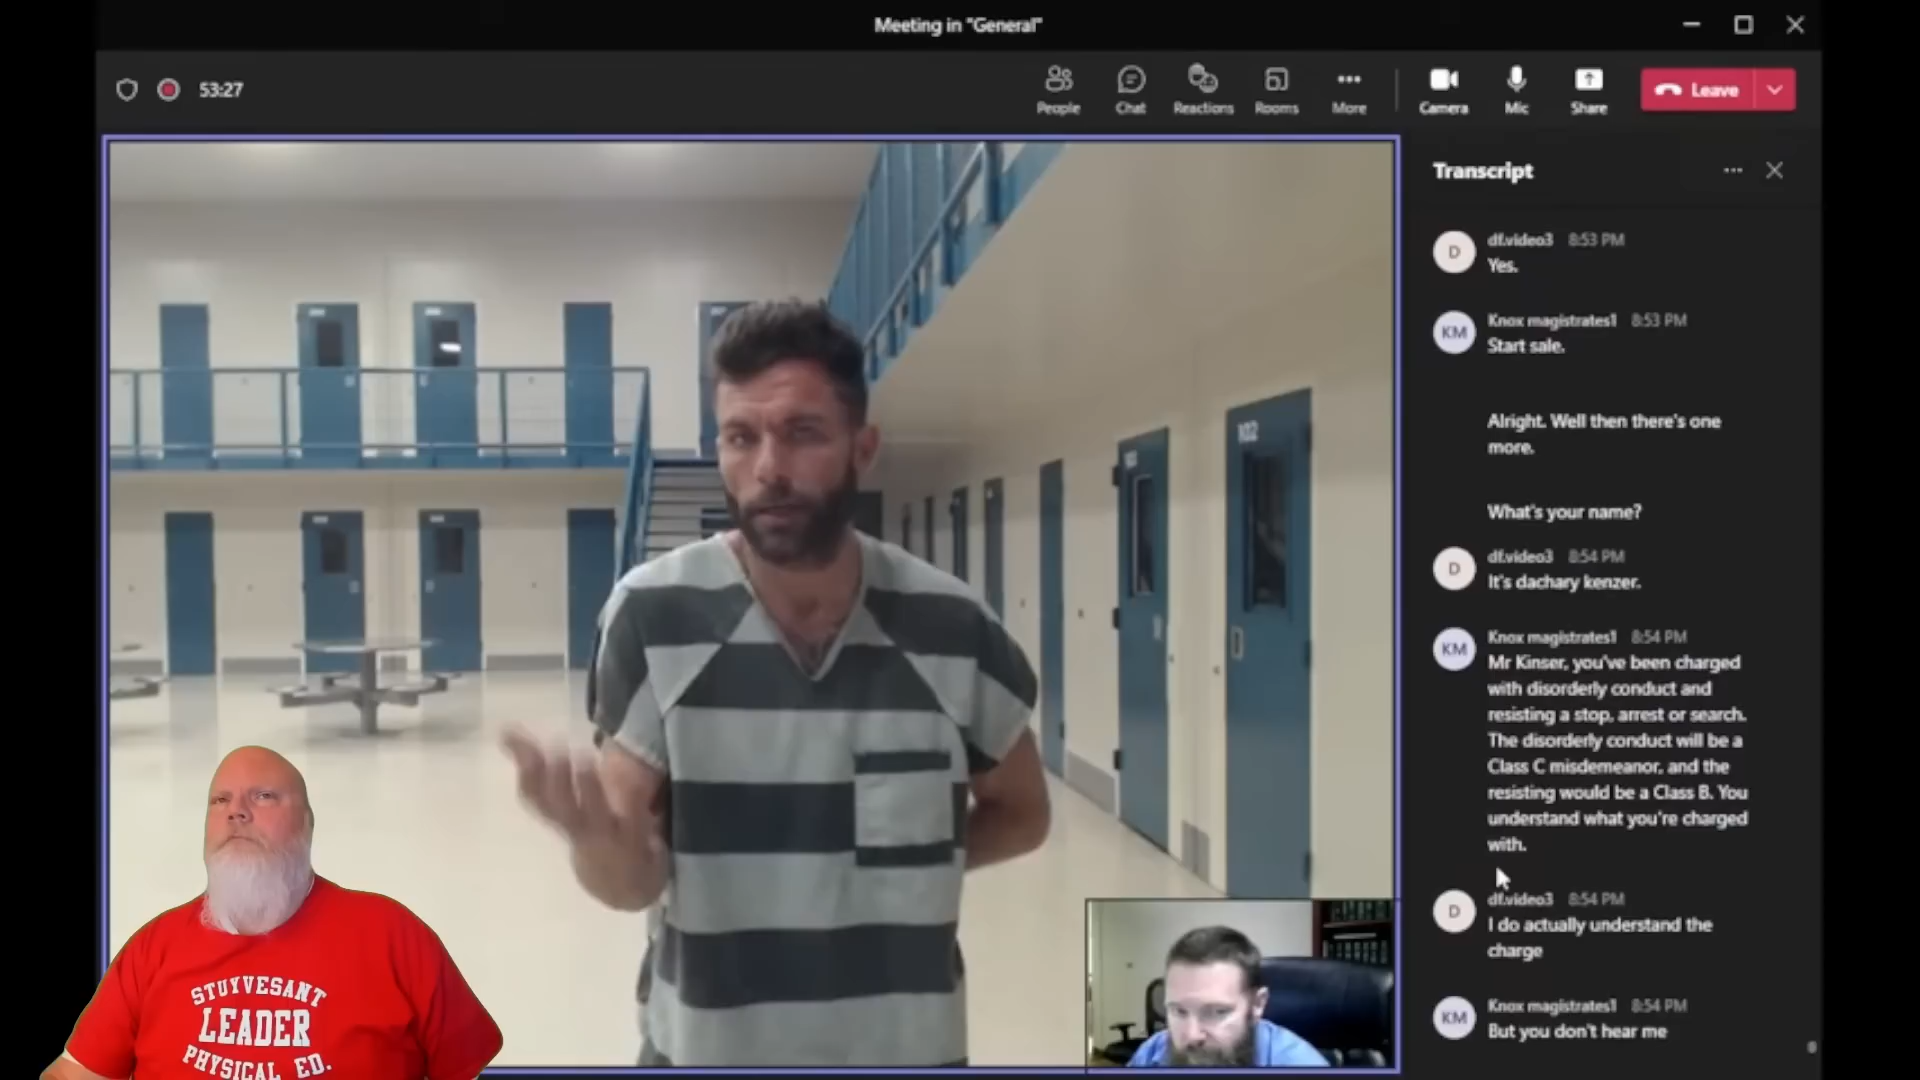 Meeting in "General"
53:27
People
Chat
Reactions
Rooms
More
Camera
Mic
Share
Leave
Transcript
D
df.video3 8:53 PM
Yes.
KM
Knox magistrates1 8:53 PM
Start sale.
Alright. Well then there's one
more.
What's your name?
D
df.video3 8:54 PM
It's dachary kenzer.
KM
Knox magistrates1 8:54 PM
Mr Kinser, you've been charged
with disorderly conduct and
resisting a stop, arrest or search.
The disorderly conduct will be a
Class C misdemeanor, and the
resisting would be a Class B. You
understand what you're charged
with.
D
df.video3 8:54 PM
I do actually understand the
charge
KM
Knox magistrates1 8:54 PM
But you don't hear me
102
STUYVESANT
LEADER
PHYSICAL ED.